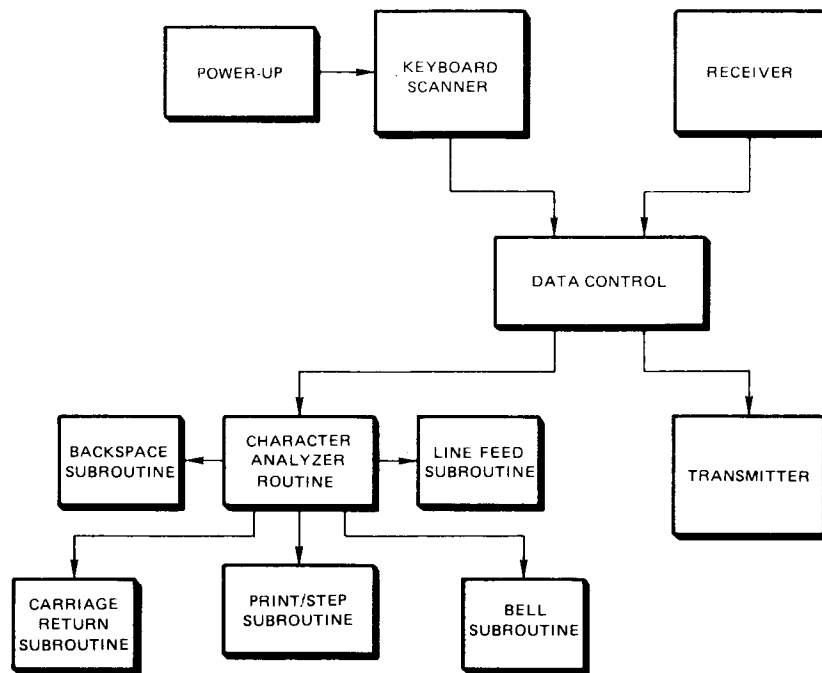 POWER-UP
KEYBOARD
SCANNER
RECEIVER
DATA CONTROL
BACKSPACE
SUBROUTINE
CHARACTER
ANALYZER
ROUTINE
LINE FEED
SUBROUTINE
TRANSMITTER
CARRIAGE
RETURN
SUBROUTINE
PRINT/STEP
SUBROUTINE
BELL
SUBROUTINE